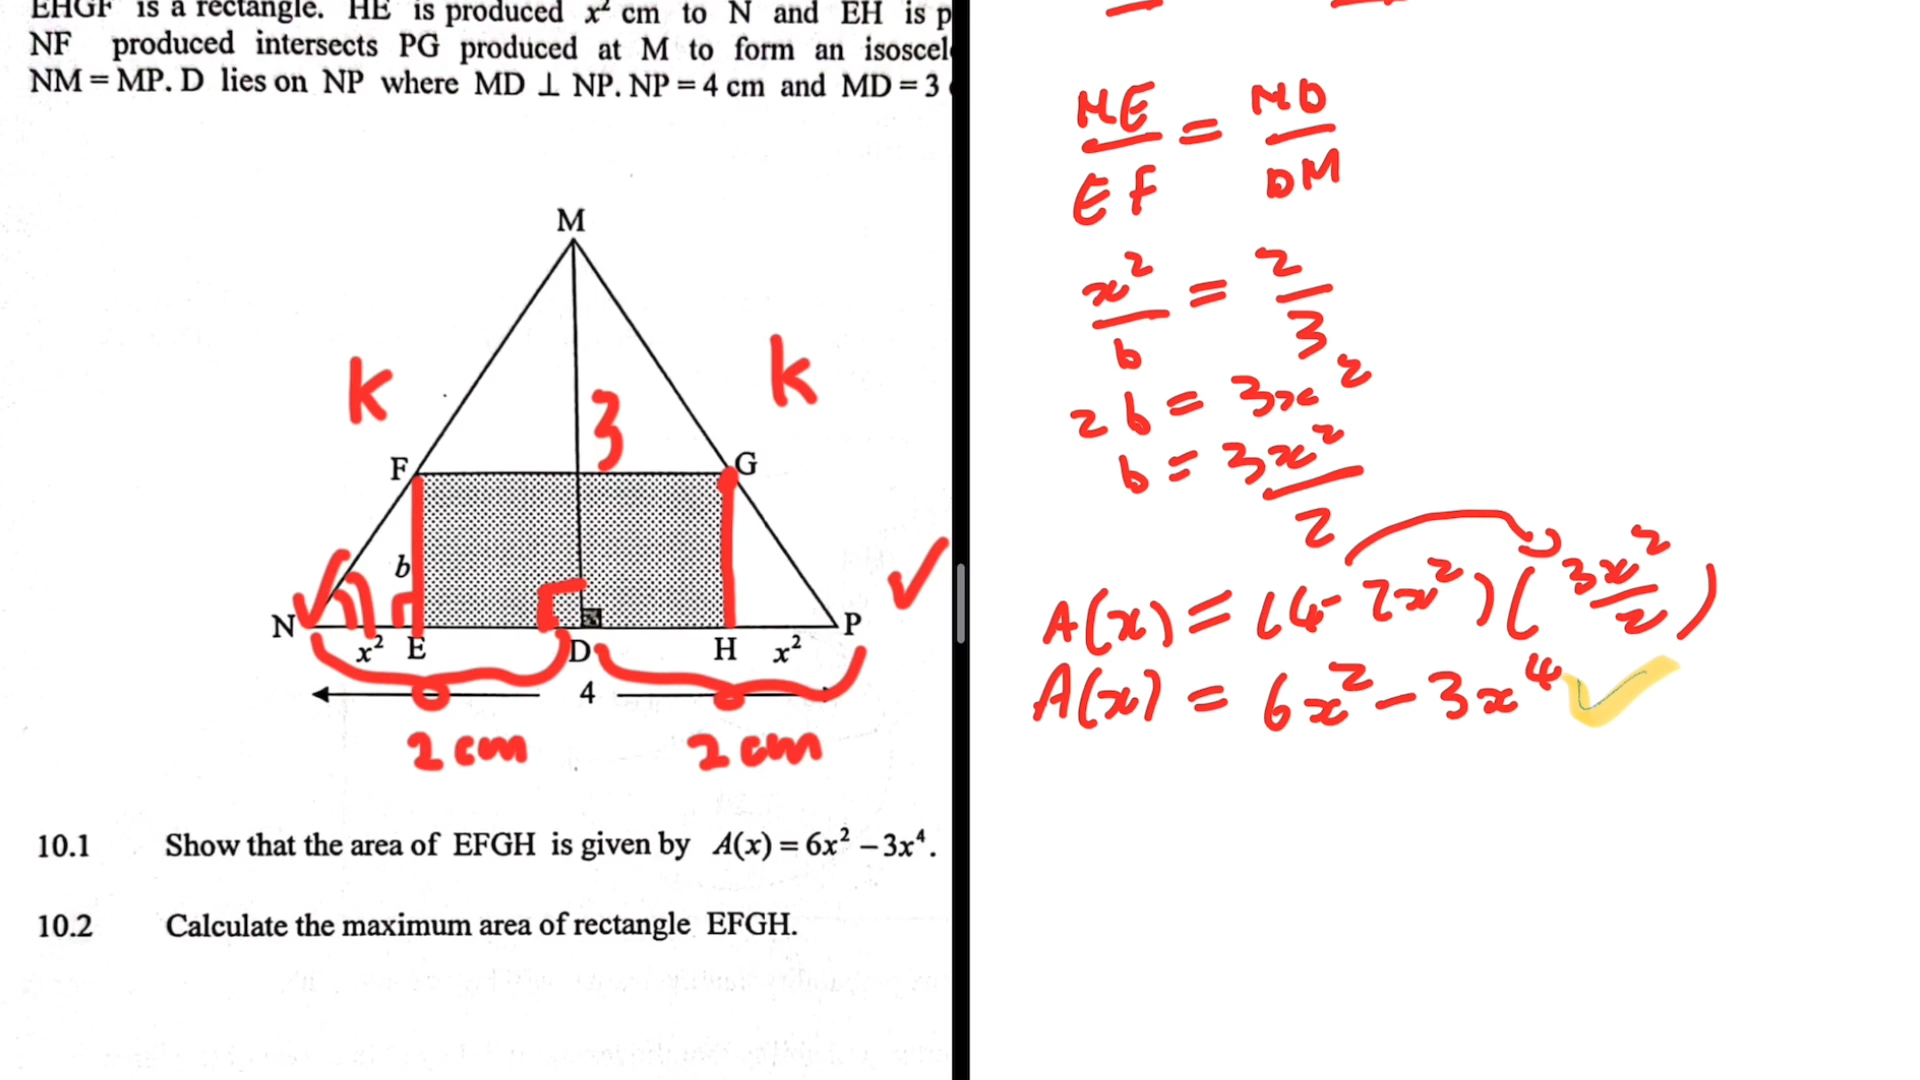 EHGF is a rectangle. HE is produced x² cm to N and EH is p
NF produced intersects PG produced at M to form an isoscel
NM = MP. D lies on NP where MD ⊥ NP. NP = 4 cm and MD = 3
M
k
k
3
F
G
b
N
P
x²
E
D
H
x²
4
2 cm
2 cm
10.1 Show that the area of EFGH is given by A(x) = 6x² – 3x⁴.
10.2 Calculate the maximum area of rectangle EFGH.
NE/EF = ND/DM
x²/b = 2/3
2b = 3x²
b = 3x²/2
A(x) = (4 - 2x²)(3x²/2)
A(x) = 6x² - 3x⁴